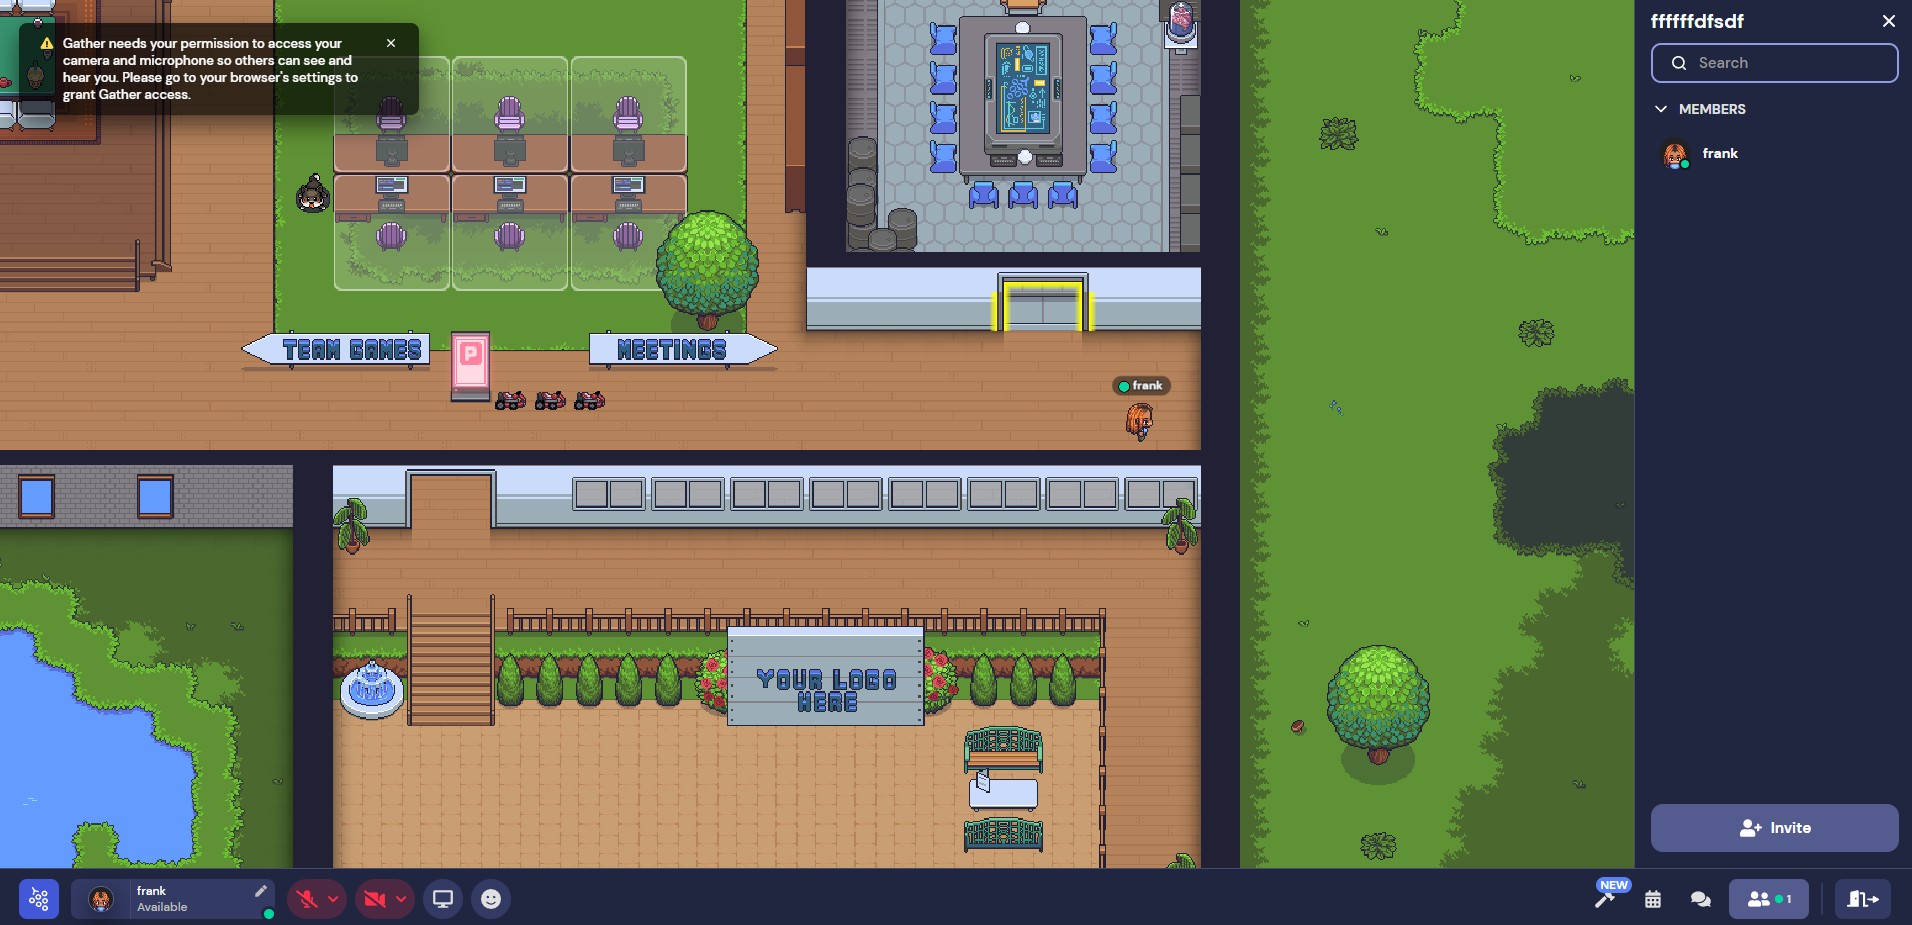 Gather needs your permission to access your
camera and microphone so others can see and
hear you. Please go to your browser's settings to
grant Gather access.
TEAM GAMES
P
MEETINGS
frank
YOUR LOGO
HERE
ffffffdfsdf
Search
MEMBERS
frank
Invite
frank
Available
NEW
1